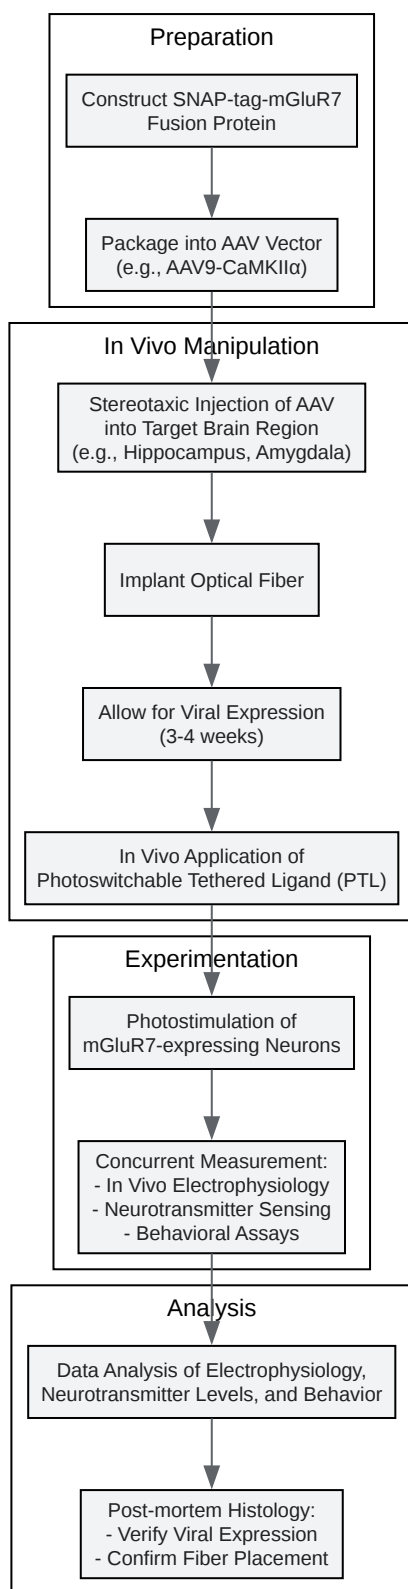 Preparation
Construct SNAP-tag-mGluR7
Fusion Protein
Package into AAV Vector
(e.g., AAV9-CaMKIIα)
In Vivo Manipulation
Stereotaxic Injection of AAV
into Target Brain Region
(e.g., Hippocampus, Amygdala)
Implant Optical Fiber
Allow for Viral Expression
(3-4 weeks)
In Vivo Application of
Photoswitchable Tethered Ligand (PTL)
Experimentation
Photostimulation of
mGluR7-expressing Neurons
Concurrent Measurement:
- In Vivo Electrophysiology
- Neurotransmitter Sensing
- Behavioral Assays
Analysis
Data Analysis of Electrophysiology,
Neurotransmitter Levels, and Behavior
Post-mortem Histology:
- Verify Viral Expression
- Confirm Fiber Placement